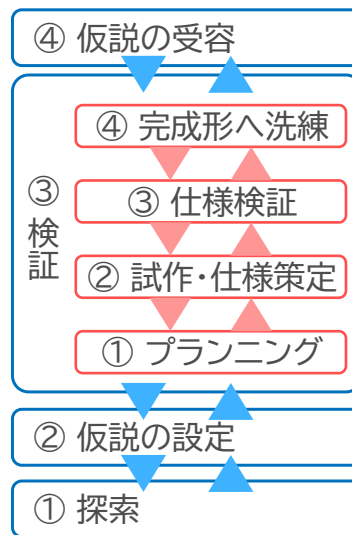 ④ 仮説の受容
③
検
証
④ 完成形へ洗練
③ 仕様検証
② 試作・仕様策定
① プランニング
② 仮説の設定
① 探索